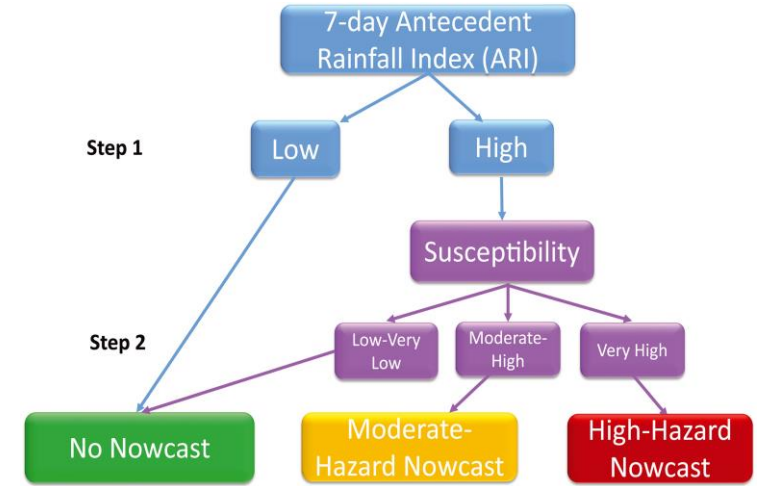 7-day Antecedent
Rainfall Index (ARI)
Step 1
Low
High
Susceptibility
Step 2
Low-Very
Low
Moderate-
High
Very High
No Nowcast
Moderate-
Hazard Nowcast
High-Hazard
Nowcast